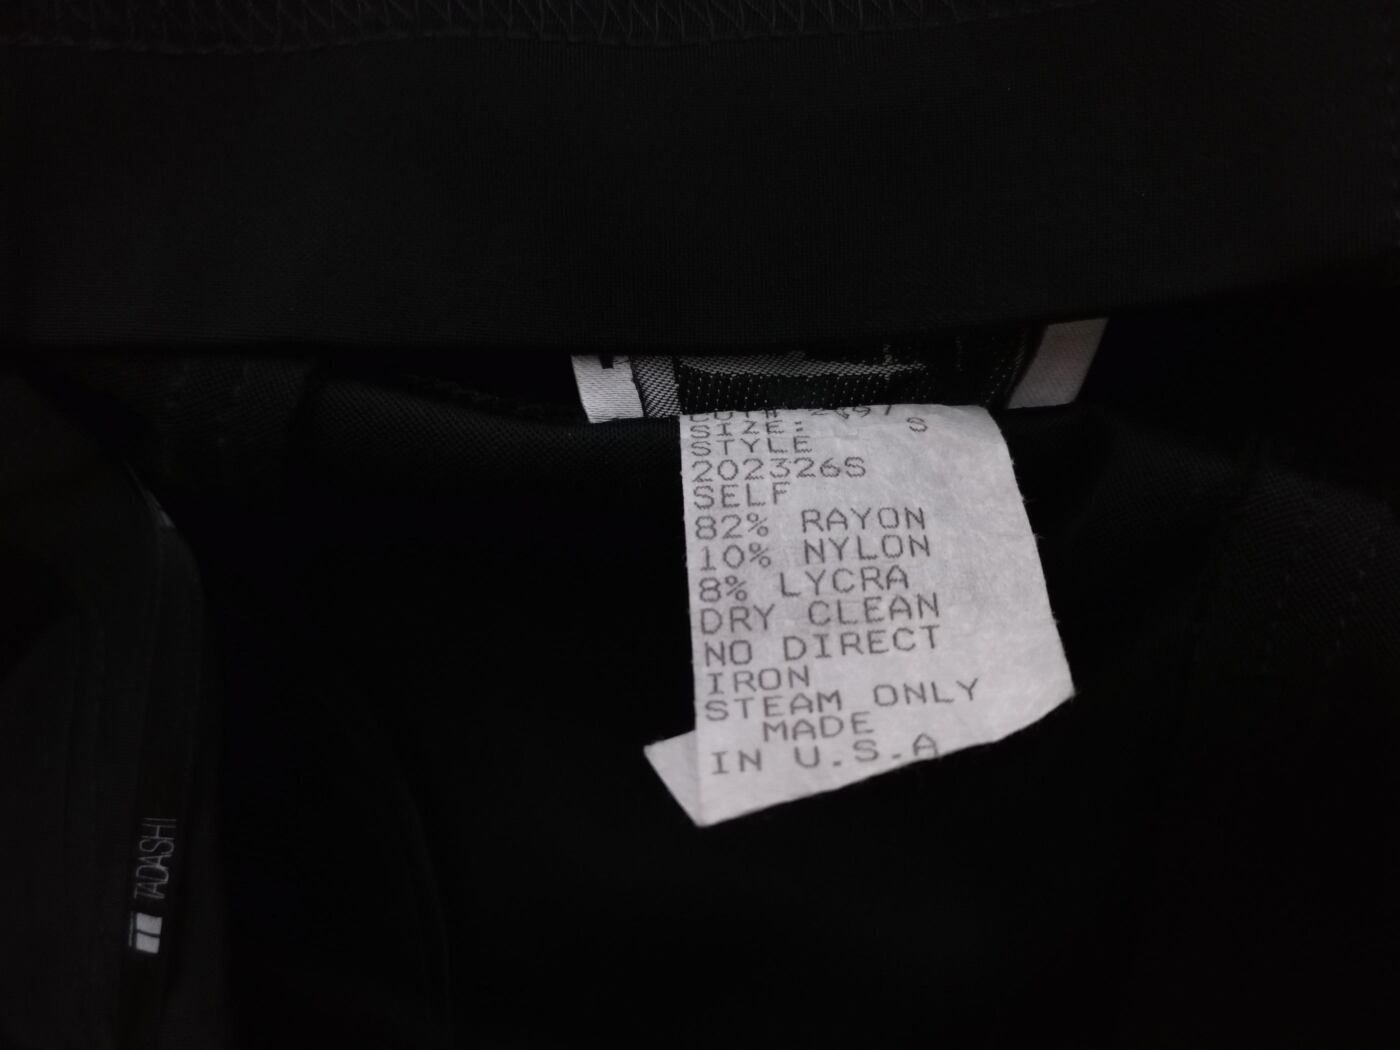 SIZE: S
STYLE
202326S
SELF
82% RAYON
10% NYLON
8% LYCRA
DRY CLEAN
NO DIRECT
IRON
STEAM ONLY
MADE
IN U.S.A
TADASHI